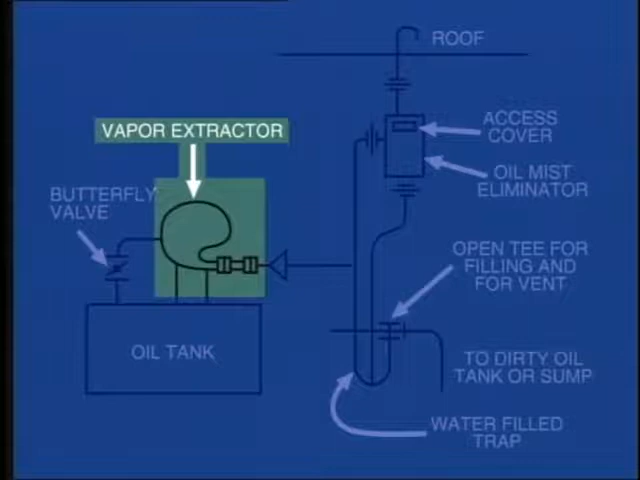 ROOF
ACCESS
COVER
VAPOR EXTRACTOR
OIL MIST
ELIMINATOR
BUTTERFLY
VALVE
OPEN TEE FOR
FILLING AND
FOR VENT
OIL TANK
TO DIRTY OIL
TANK OR SUMP
WATER FILLED
TRAP